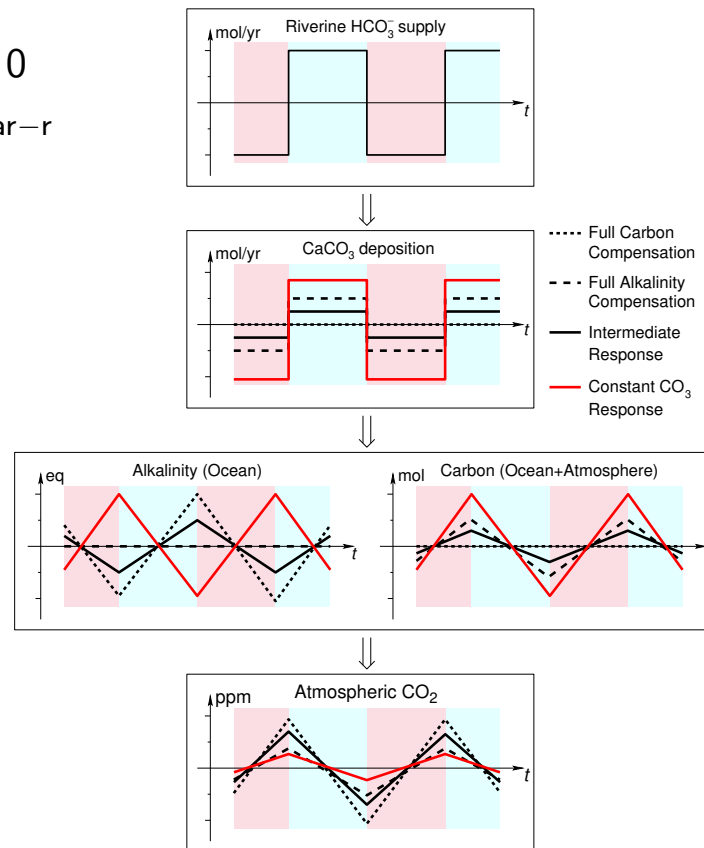 0
ar−r
Riverine HCO₃⁻ supply
mol/yr
t
CaCO₃ deposition
mol/yr
t
Full Carbon
Compensation
Full Alkalinity
Compensation
Intermediate
Response
Constant CO₃
Response
Alkalinity (Ocean)
eq
t
Carbon (Ocean+Atmosphere)
mol
Atmospheric CO₂
ppm
t